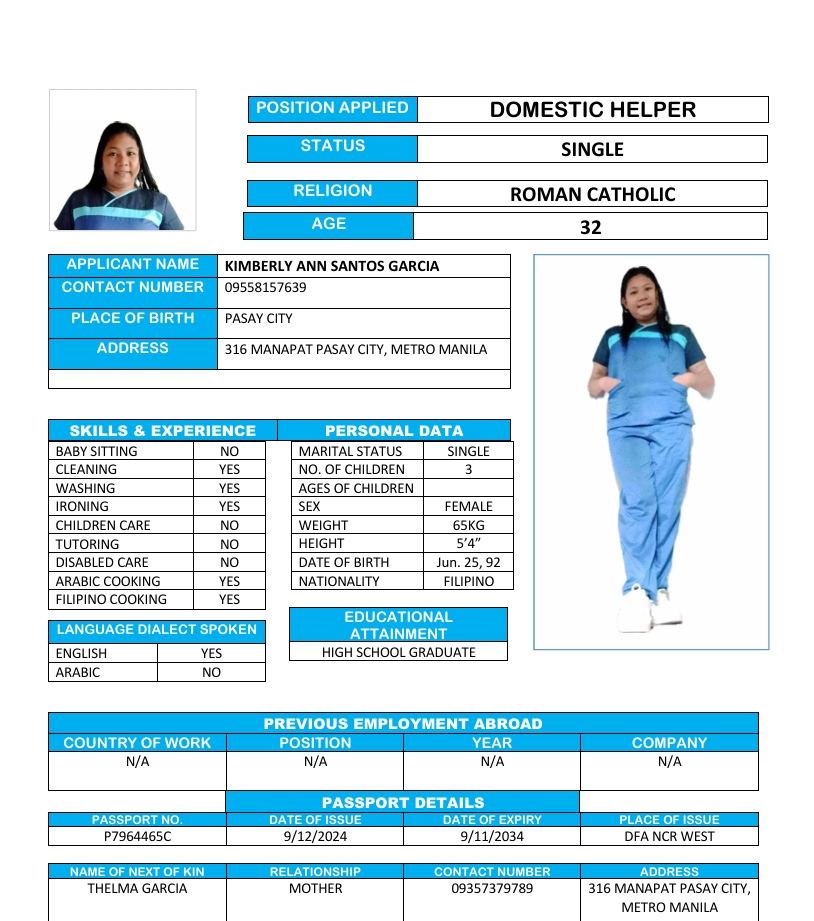 POSITION APPLIED DOMESTIC HELPER
STATUS SINGLE
RELIGION ROMAN CATHOLIC
AGE 32
APPLICANT NAME KIMBERLY ANN SANTOS GARCIA
CONTACT NUMBER 09558157639
PLACE OF BIRTH PASAY CITY
ADDRESS 316 MANAPAT PASAY CITY, METRO MANILA
SKILLS & EXPERIENCE
BABY SITTING NO
CLEANING YES
WASHING YES
IRONING YES
CHILDREN CARE NO
TUTORING NO
DISABLED CARE NO
ARABIC COOKING YES
FILIPINO COOKING YES
LANGUAGE DIALECT SPOKEN
ENGLISH YES
ARABIC NO
PERSONAL DATA
MARITAL STATUS SINGLE
NO. OF CHILDREN 3
AGES OF CHILDREN
SEX FEMALE
WEIGHT 65KG
HEIGHT 5’4”
DATE OF BIRTH Jun. 25, 92
NATIONALITY FILIPINO
EDUCATIONAL
ATTAINMENT
HIGH SCHOOL GRADUATE
PREVIOUS EMPLOYMENT ABROAD
COUNTRY OF WORK POSITION YEAR COMPANY
N/A N/A N/A N/A
PASSPORT DETAILS
PASSPORT NO. DATE OF ISSUE DATE OF EXPIRY PLACE OF ISSUE
P7964465C 9/12/2024 9/11/2034 DFA NCR WEST
NAME OF NEXT OF KIN RELATIONSHIP CONTACT NUMBER ADDRESS
THELMA GARCIA MOTHER 09357379789 316 MANAPAT PASAY CITY,
METRO MANILA